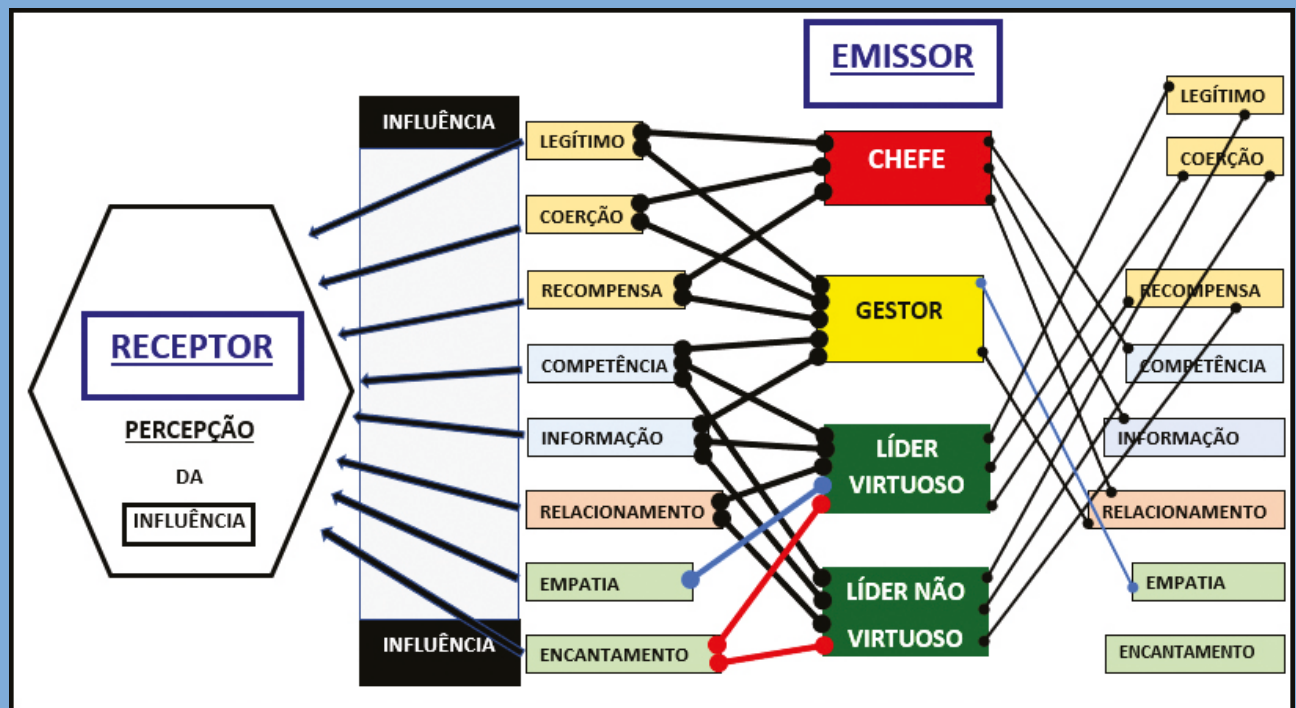 EMISSOR
INFLUÊNCIA
LEGÍTIMO
COERÇÃO
RECOMPENSA
COMPETÊNCIA
INFORMAÇÃO
RELACIONAMENTO
EMPATIA
ENCANTAMENTO
INFLUÊNCIA
RECEPTOR
PERCEPÇÃO
DA
INFLUÊNCIA
CHEFE
GESTOR
LÍDER
VIRTUOSO
LÍDER NÃO
VIRTUOSO
LEGÍTIMO
COERÇÃO
RECOMPENSA
COMPETÊNCIA
INFORMAÇÃO
RELACIONAMENTO
EMPATIA
ENCANTAMENTO